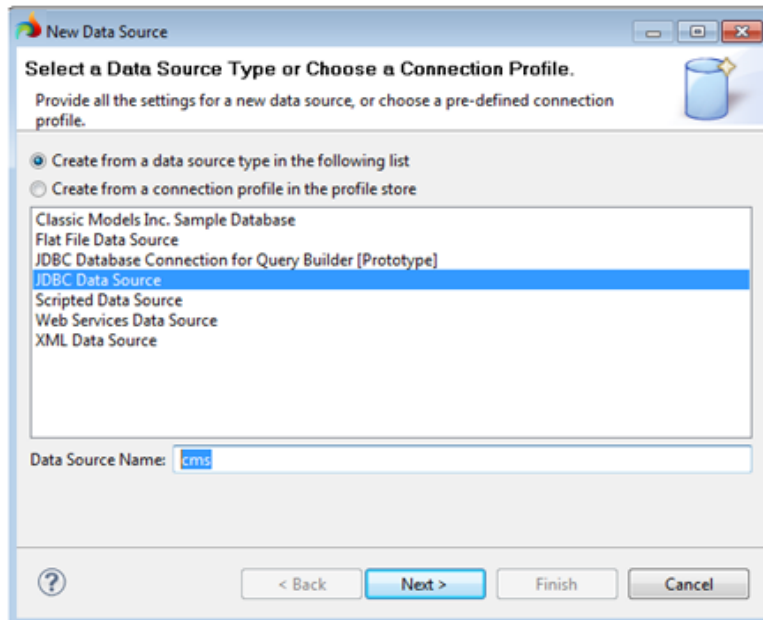 New Data Source
Select a Data Source Type or Choose a Connection Profile.
Provide all the settings for a new data source, or choose a pre-defined connection
profile.
Create from a data source type in the following list
Create from a connection profile in the profile store
Classic Models Inc. Sample Database
Flat File Data Source
JDBC Database Connection for Query Builder [Prototype]
JDBC Data Source
Scripted Data Source
Web Services Data Source
XML Data Source
Data Source Name: cms
? < Back Next > Finish Cancel